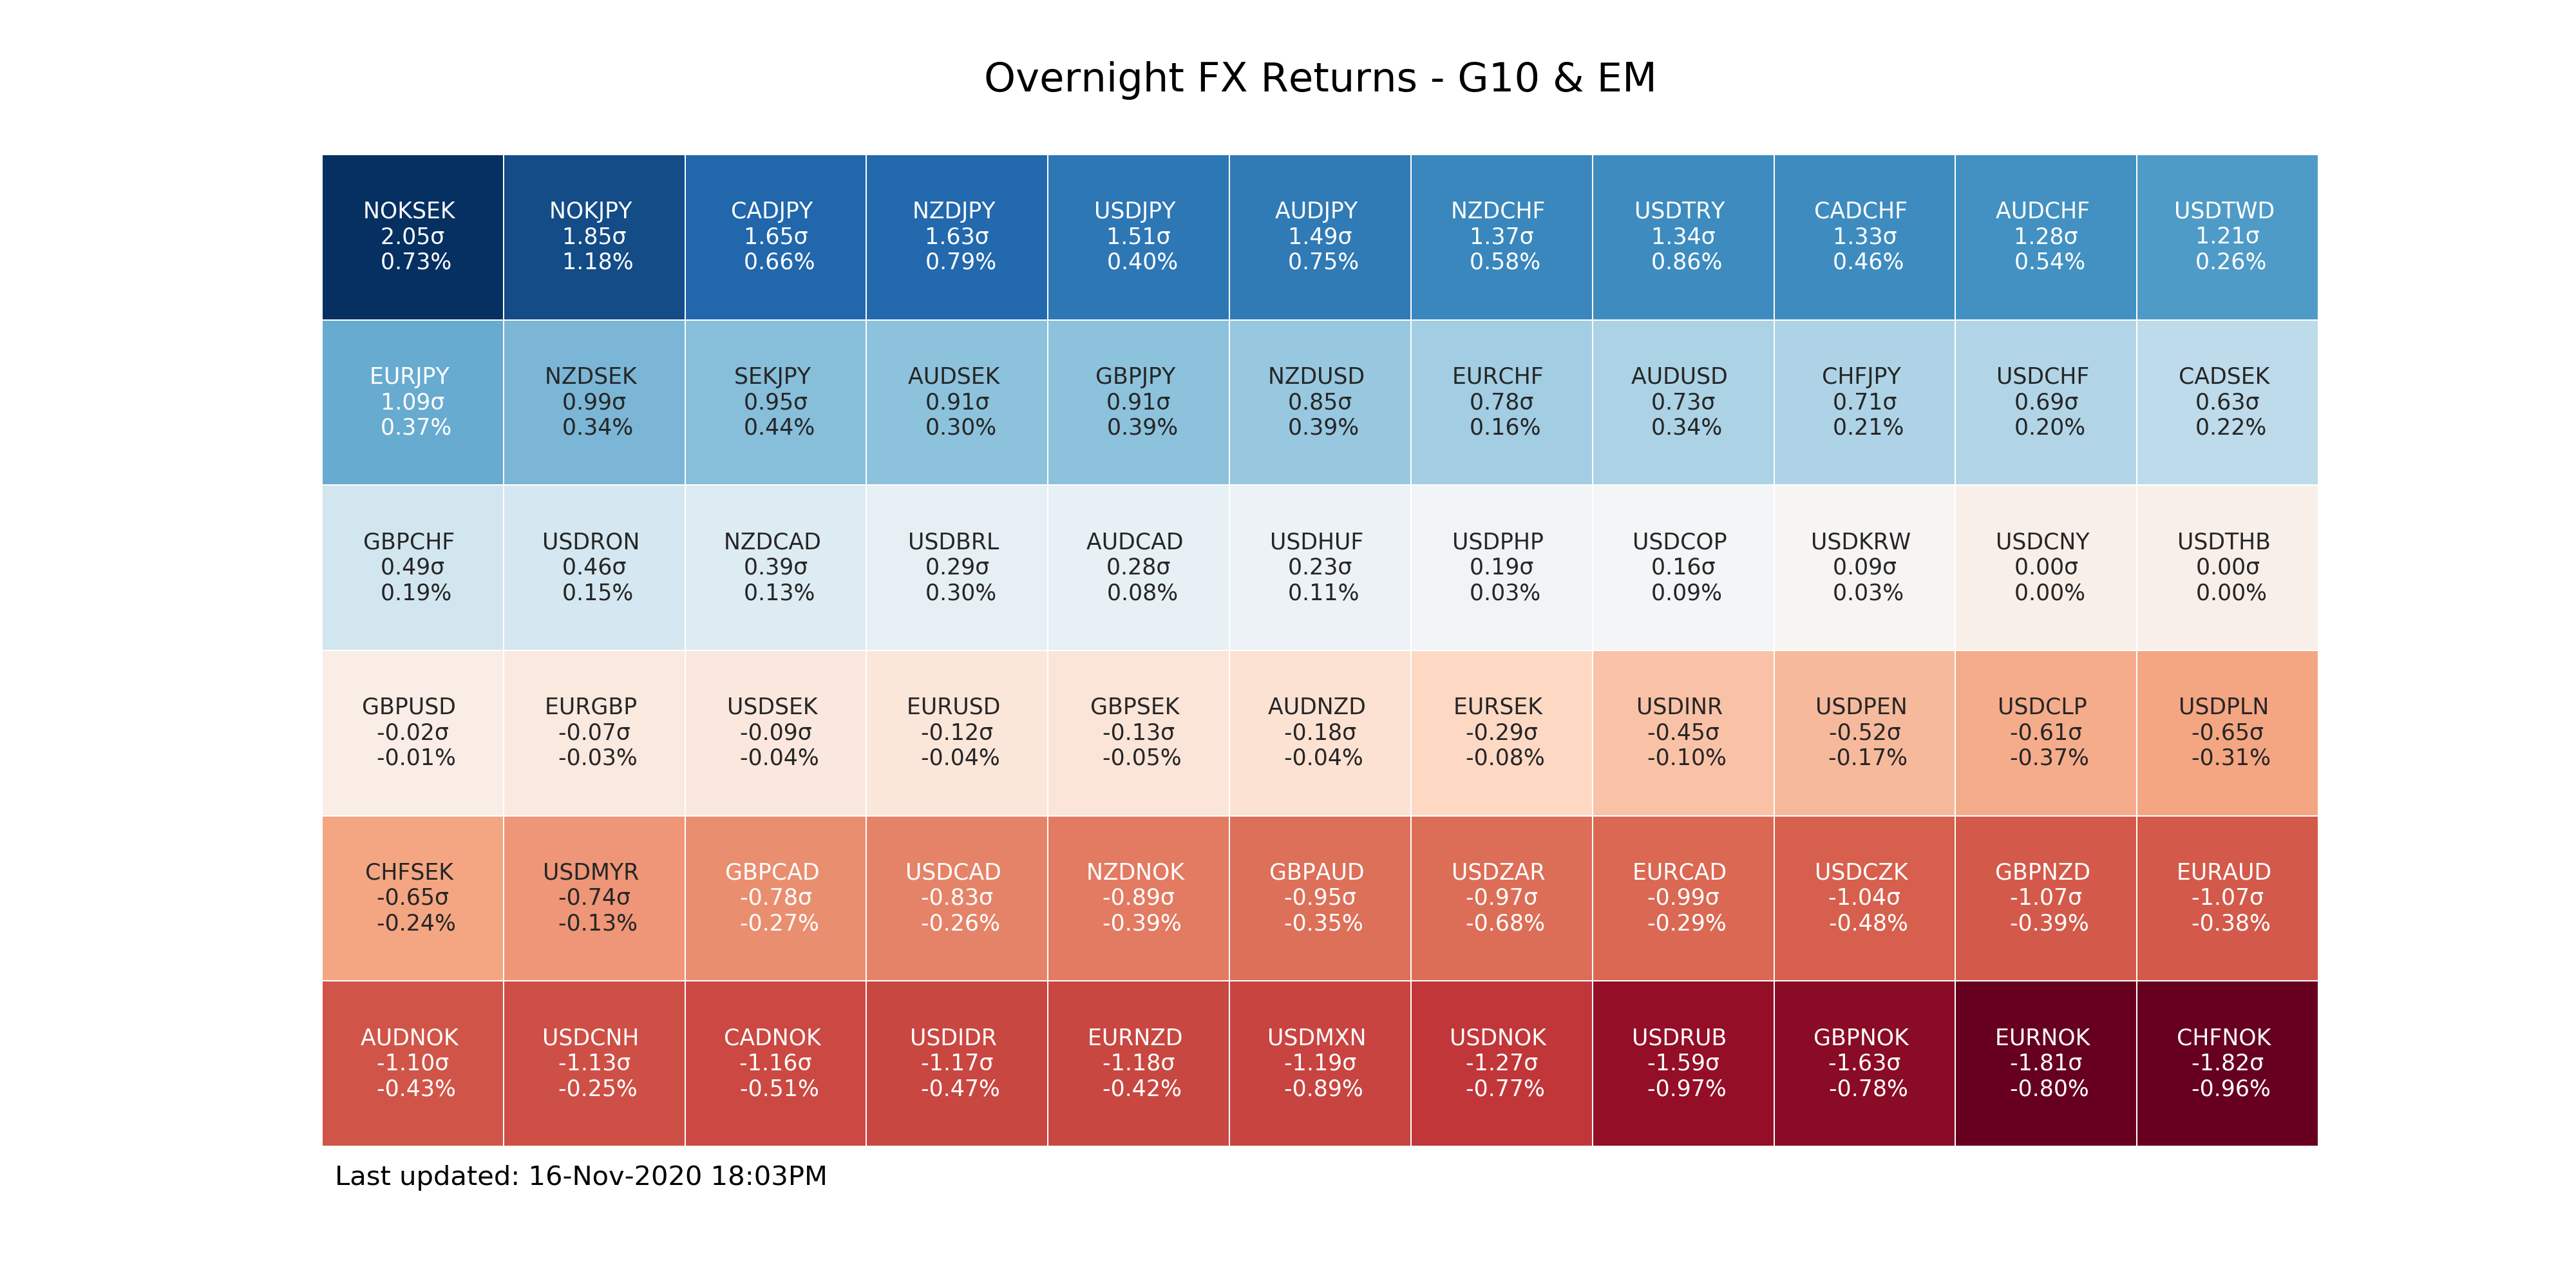 Overnight FX Returns - G10 & EM
NOKSEK
2.05σ
0.73%
NOKJPY
1.85σ
1.18%
CADJPY
1.65σ
0.66%
NZDJPY
1.63σ
0.79%
USDJPY
1.51σ
0.40%
AUDJPY
1.49σ
0.75%
NZDCHF
1.37σ
0.58%
USDTRY
1.34σ
0.86%
CADCHF
1.33σ
0.46%
AUDCHF
1.28σ
0.54%
USDTWD
1.21σ
0.26%
EURJPY
1.09σ
0.37%
NZDSEK
0.99σ
0.34%
SEKJPY
0.95σ
0.44%
AUDSEK
0.91σ
0.30%
GBPJPY
0.91σ
0.39%
NZDUSD
0.85σ
0.39%
EURCHF
0.78σ
0.16%
AUDUSD
0.73σ
0.34%
CHFJPY
0.71σ
0.21%
USDCHF
0.69σ
0.20%
CADSEK
0.63σ
0.22%
GBPCHF
0.49σ
0.19%
USDRON
0.46σ
0.15%
NZDCAD
0.39σ
0.13%
USDBRL
0.29σ
0.30%
AUDCAD
0.28σ
0.08%
USDHUF
0.23σ
0.11%
USDPHP
0.19σ
0.03%
USDCOP
0.16σ
0.09%
USDKRW
0.09σ
0.03%
USDCNY
0.00σ
0.00%
USDTHB
0.00σ
0.00%
GBPUSD
-0.02σ
-0.01%
EURGBP
-0.07σ
-0.03%
USDSEK
-0.09σ
-0.04%
EURUSD
-0.12σ
-0.04%
GBPSEK
-0.13σ
-0.05%
AUDNZD
-0.18σ
-0.04%
EURSEK
-0.29σ
-0.08%
USDINR
-0.45σ
-0.10%
USDPEN
-0.52σ
-0.17%
USDCLP
-0.61σ
-0.37%
USDPLN
-0.65σ
-0.31%
CHFSEK
-0.65σ
-0.24%
USDMYR
-0.74σ
-0.13%
GBPCAD
-0.78σ
-0.27%
USDCAD
-0.83σ
-0.26%
NZDNOK
-0.89σ
-0.39%
GBPAUD
-0.95σ
-0.35%
USDZAR
-0.97σ
-0.68%
EURCAD
-0.99σ
-0.29%
USDCZK
-1.04σ
-0.48%
GBPNZD
-1.07σ
-0.39%
EURAUD
-1.07σ
-0.38%
AUDNOK
-1.10σ
-0.43%
USDCNH
-1.13σ
-0.25%
CADNOK
-1.16σ
-0.51%
USDIDR
-1.17σ
-0.47%
EURNZD
-1.18σ
-0.42%
USDMXN
-1.19σ
-0.89%
USDNOK
-1.27σ
-0.77%
USDRUB
-1.59σ
-0.97%
GBPNOK
-1.63σ
-0.78%
EURNOK
-1.81σ
-0.80%
CHFNOK
-1.82σ
-0.96%
Last updated: 16-Nov-2020 18:03PM